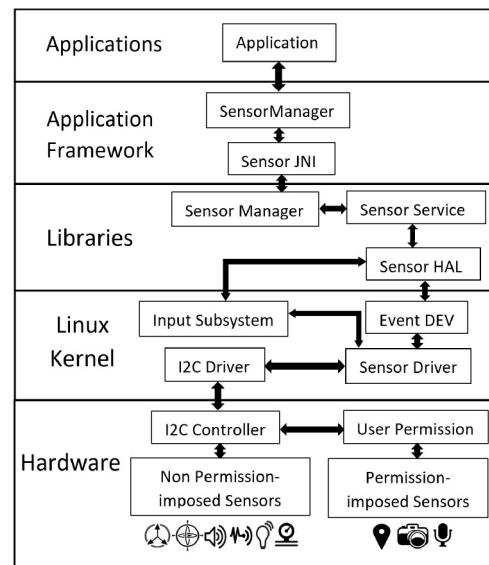 Applications
Application
Application
Framework
SensorManager
Sensor JNI
Libraries
Sensor Manager
Sensor Service
Sensor HAL
Linux
Kernel
Input Subsystem
Event DEV
I2C Driver
Sensor Driver
Hardware
I2C Controller
User Permission
Non Permission-
imposed Sensors
Permission-
imposed Sensors